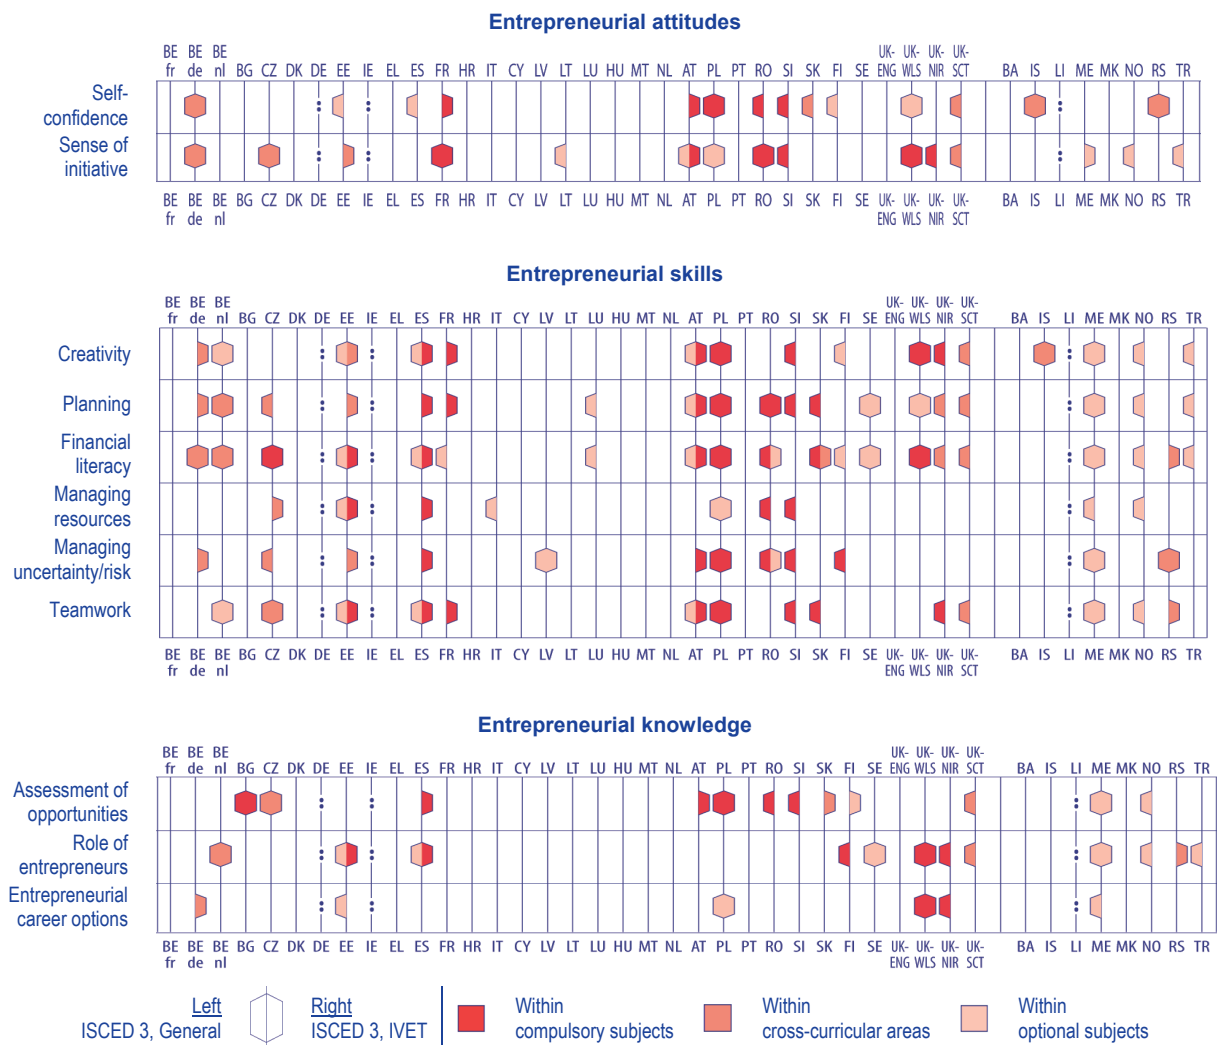 Entrepreneurial attitudes
BE BE BE UK- UK- UK- UK-
fr de nl BG CZ DK DE EE IE EL ES FR HR IT CY LV LT LU HU MT NL AT PL PT RO SI SK FI SE ENG WLS NIR SCT BA IS LI ME MK NO RS TR
Self-
confidence
Sense of
initiative
BE BE BE BG CZ DK DE EE IE EL ES FR HR IT CY LV LT LU HU MT NL AT PL PT RO SI SK FI SE UK- UK- UK- UK- BA IS LI ME MK NO RS TR
fr de nl ENG WLS NIR SCT
Entrepreneurial skills
BE BE BE UK- UK- UK- UK-
fr de nl BG CZ DK DE EE IE EL ES FR HR IT CY LV LT LU HU MT NL AT PL PT RO SI SK FI SE ENG WLS NIR SCT BA IS LI ME MK NO RS TR
Creativity
Planning
Financial
literacy
Managing
resources
Managing
uncertainty/risk
Teamwork
BE BE BE BG CZ DK DE EE IE EL ES FR HR IT CY LV LT LU HU MT NL AT PL PT RO SI SK FI SE UK- UK- UK- UK- BA IS LI ME MK NO RS TR
fr de nl ENG WLS NIR SCT
Entrepreneurial knowledge
BE BE BE UK- UK- UK- UK-
fr de nl BG CZ DK DE EE IE EL ES FR HR IT CY LV LT LU HU MT NL AT PL PT RO SI SK FI SE ENG WLS NIR SCT BA IS LI ME MK NO RS TR
Assessment of
opportunities
Role of
entrepreneurs
Entrepreneurial
career options
BE BE BE BG CZ DK DE EE IE EL ES FR HR IT CY LV LT LU HU MT NL AT PL PT RO SI SK FI SE UK- UK- UK- UK- BA IS LI ME MK NO RS TR
fr de nl ENG WLS NIR SCT
Left Right Within Within Within
ISCED 3, General ISCED 3, IVET compulsory subjects cross-curricular areas optional subjects